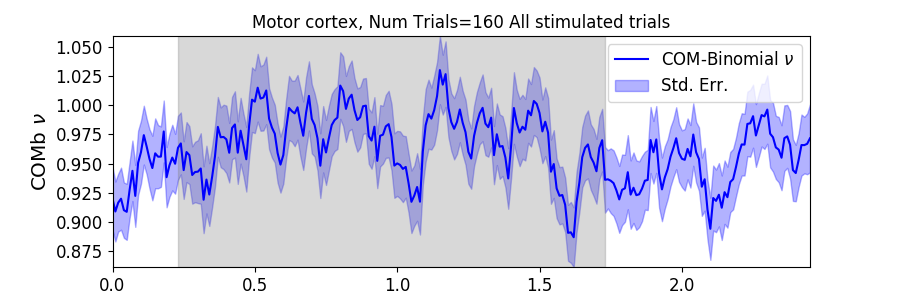 Motor cortex, Num Trials=160 All stimulated trials
COMb ν
1.050
1.025
1.000
0.975
0.950
0.925
0.900
0.875
COM-Binomial ν
Std. Err.
0.0 0.5 1.0 1.5 2.0